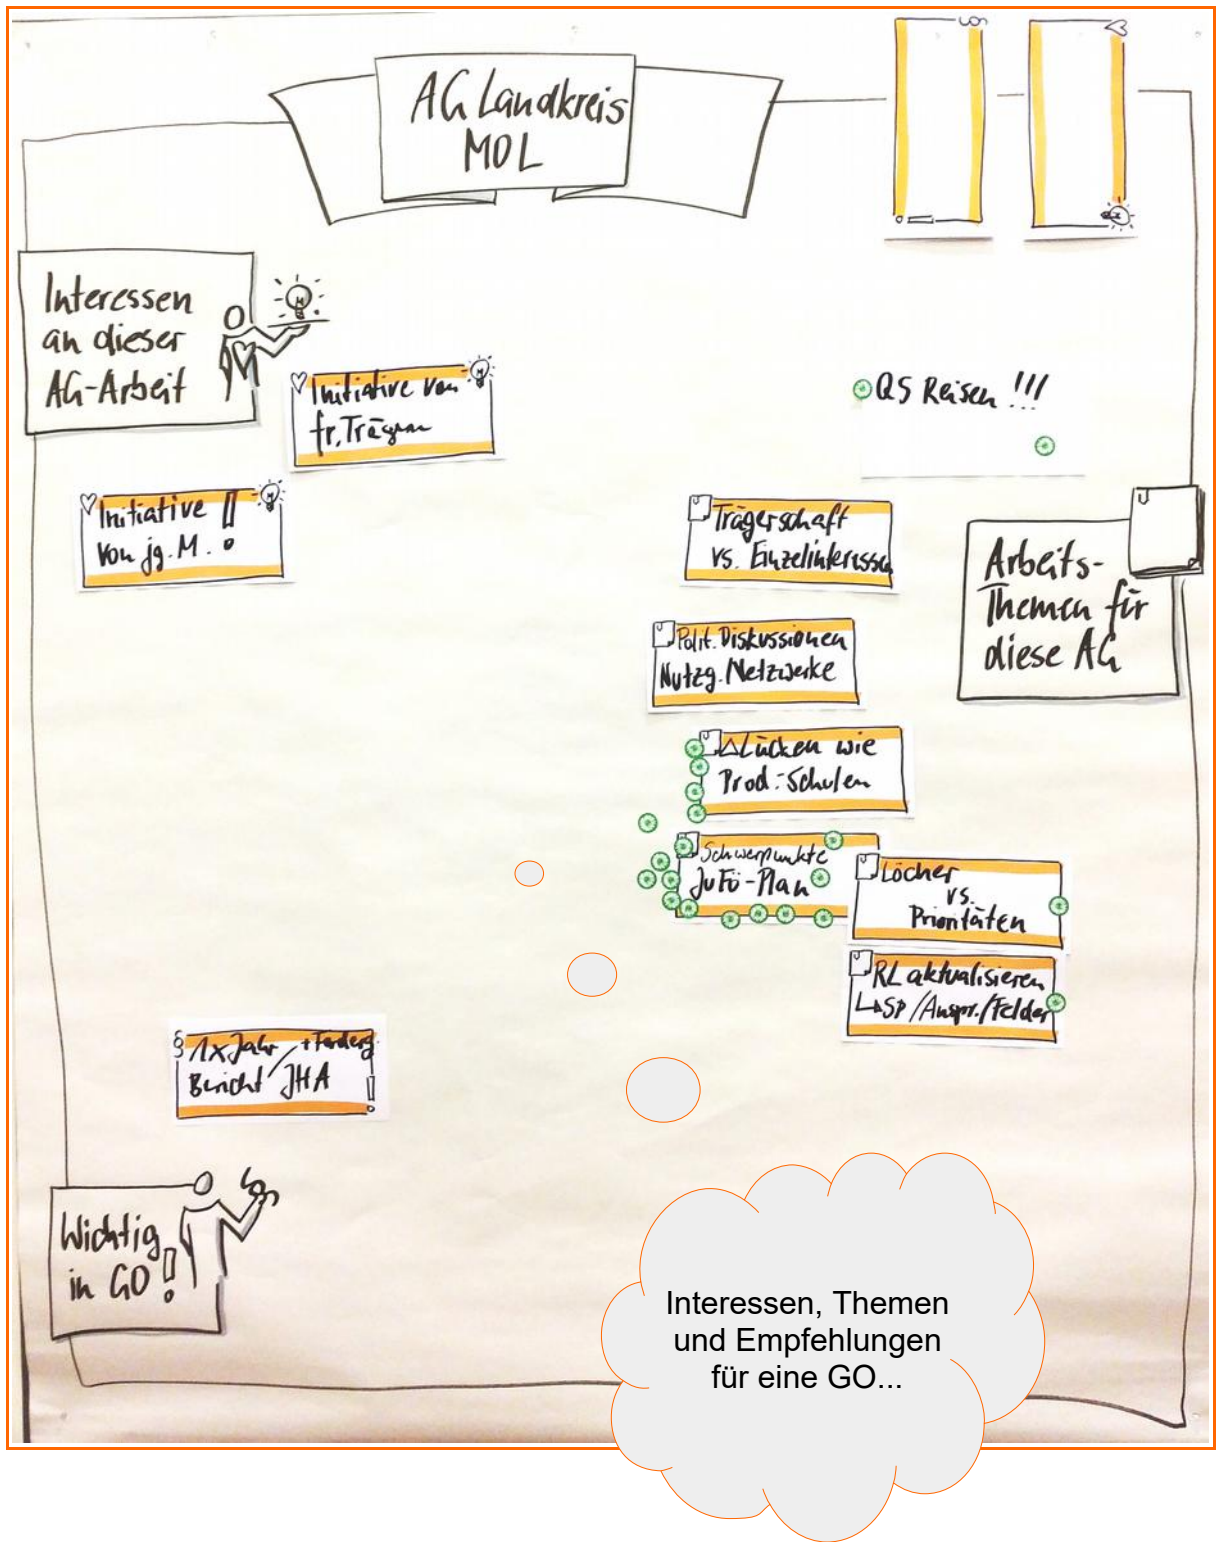 AG Landkreis
MOL
Interessen
an dieser
AG-Arbeit
Initiative von
fr. Trägern
Initiative !
von jg. M.
QS Reisen !!!
Trägerschaft
vs. Einzelinteressen
Arbeits-
Themen für
diese AG
Polit. Diskussionen
Nutzg. Netzwerke
Lücken wie
Prod.-Schulen
Schwerpunkte
JuFö-Plan
Löcher
vs.
Prioritäten
RL aktualisieren
↳ SP/Anspr./Felder
§ 1x Jahr + Forderg.
Bericht / JHA !
Wichtig
in GO !
Interessen, Themen
und Empfehlungen
für eine GO...